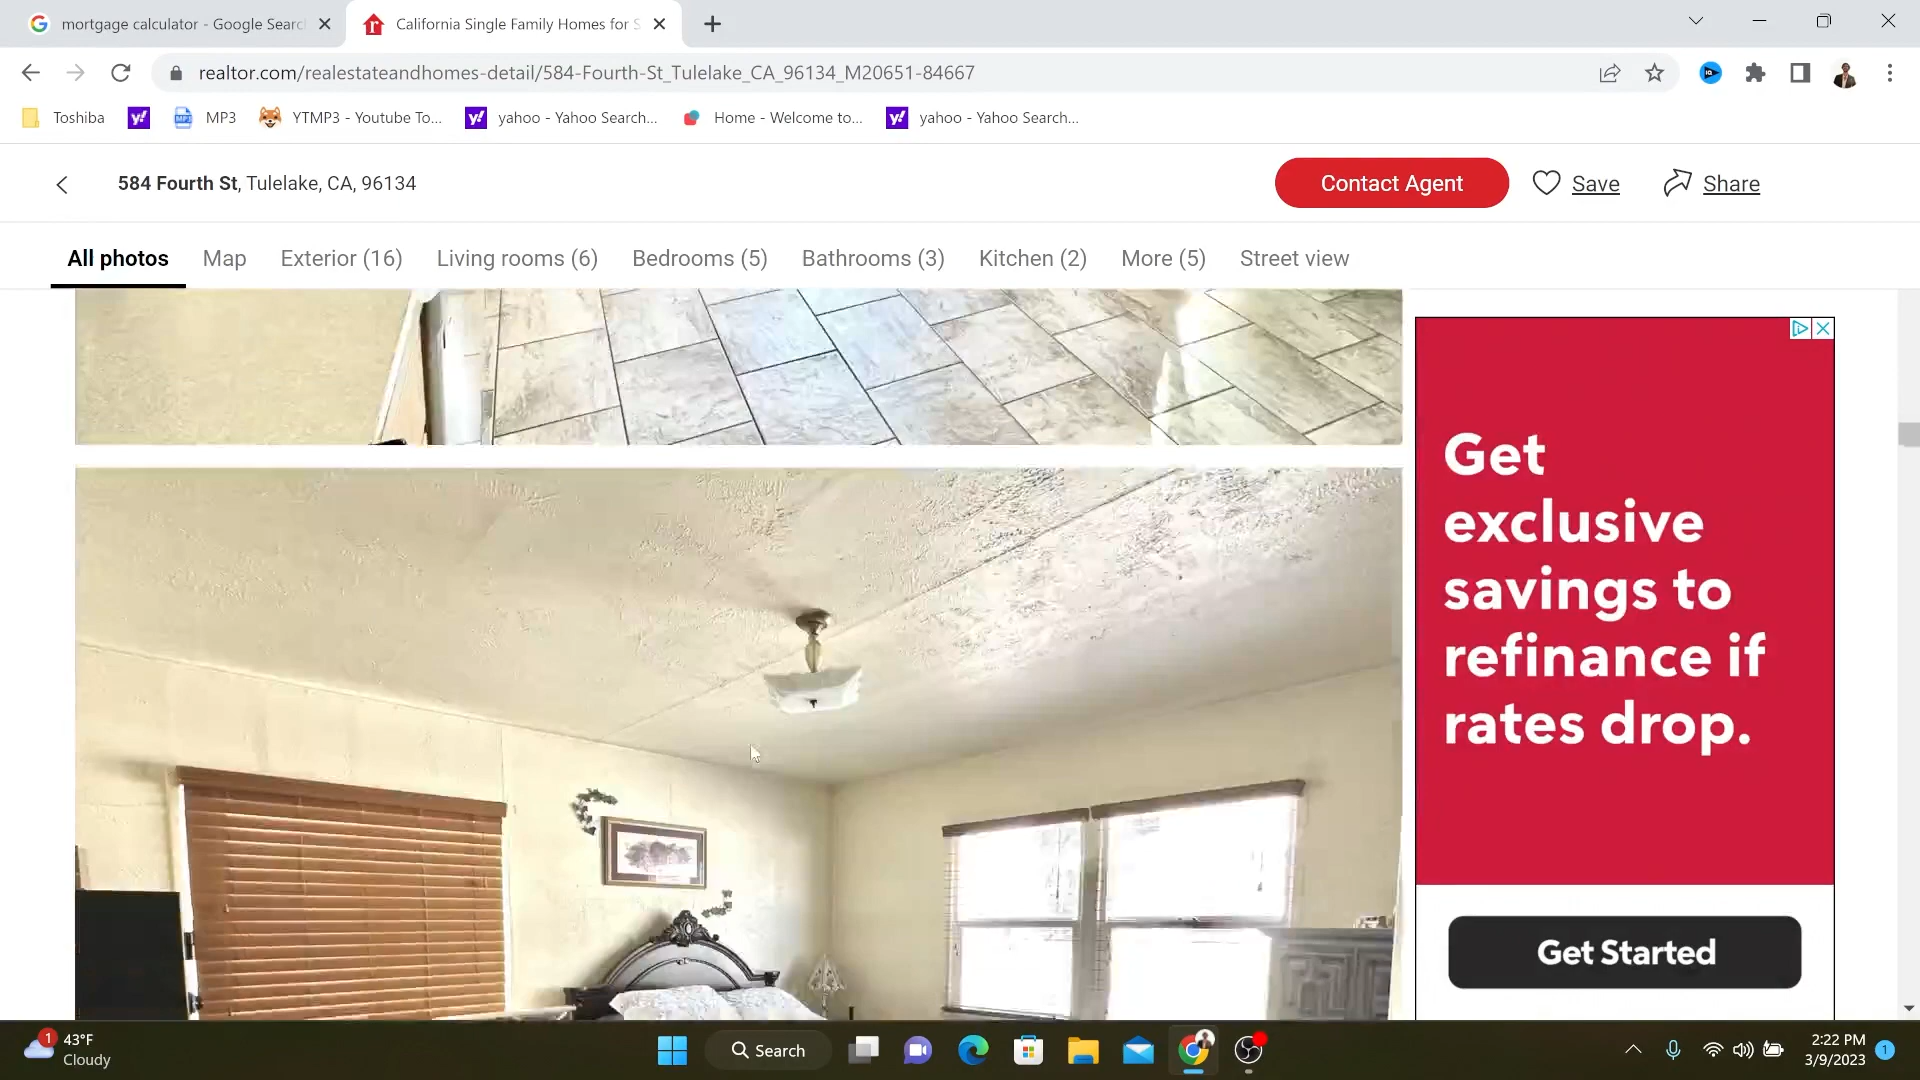 mortgage calculator - Google Searc
California Single Family Homes for S
realtor.com/realestateandhomes-detail/584-Fourth-St_Tulelake_CA_96134_M20651-84667
Toshiba
MP3
YTMP3 - Youtube To...
yahoo - Yahoo Search...
Home - Welcome to...
yahoo - Yahoo Search...
584 Fourth St, Tulelake, CA, 96134
Contact Agent
Save
Share
All photos
Map
Exterior (16)
Living rooms (6)
Bedrooms (5)
Bathrooms (3)
Kitchen (2)
More (5)
Street view
Get
exclusive
savings to
refinance if
rates drop.
Get Started
1
43°F
Cloudy
Search
2:22 PM
3/9/2023
1